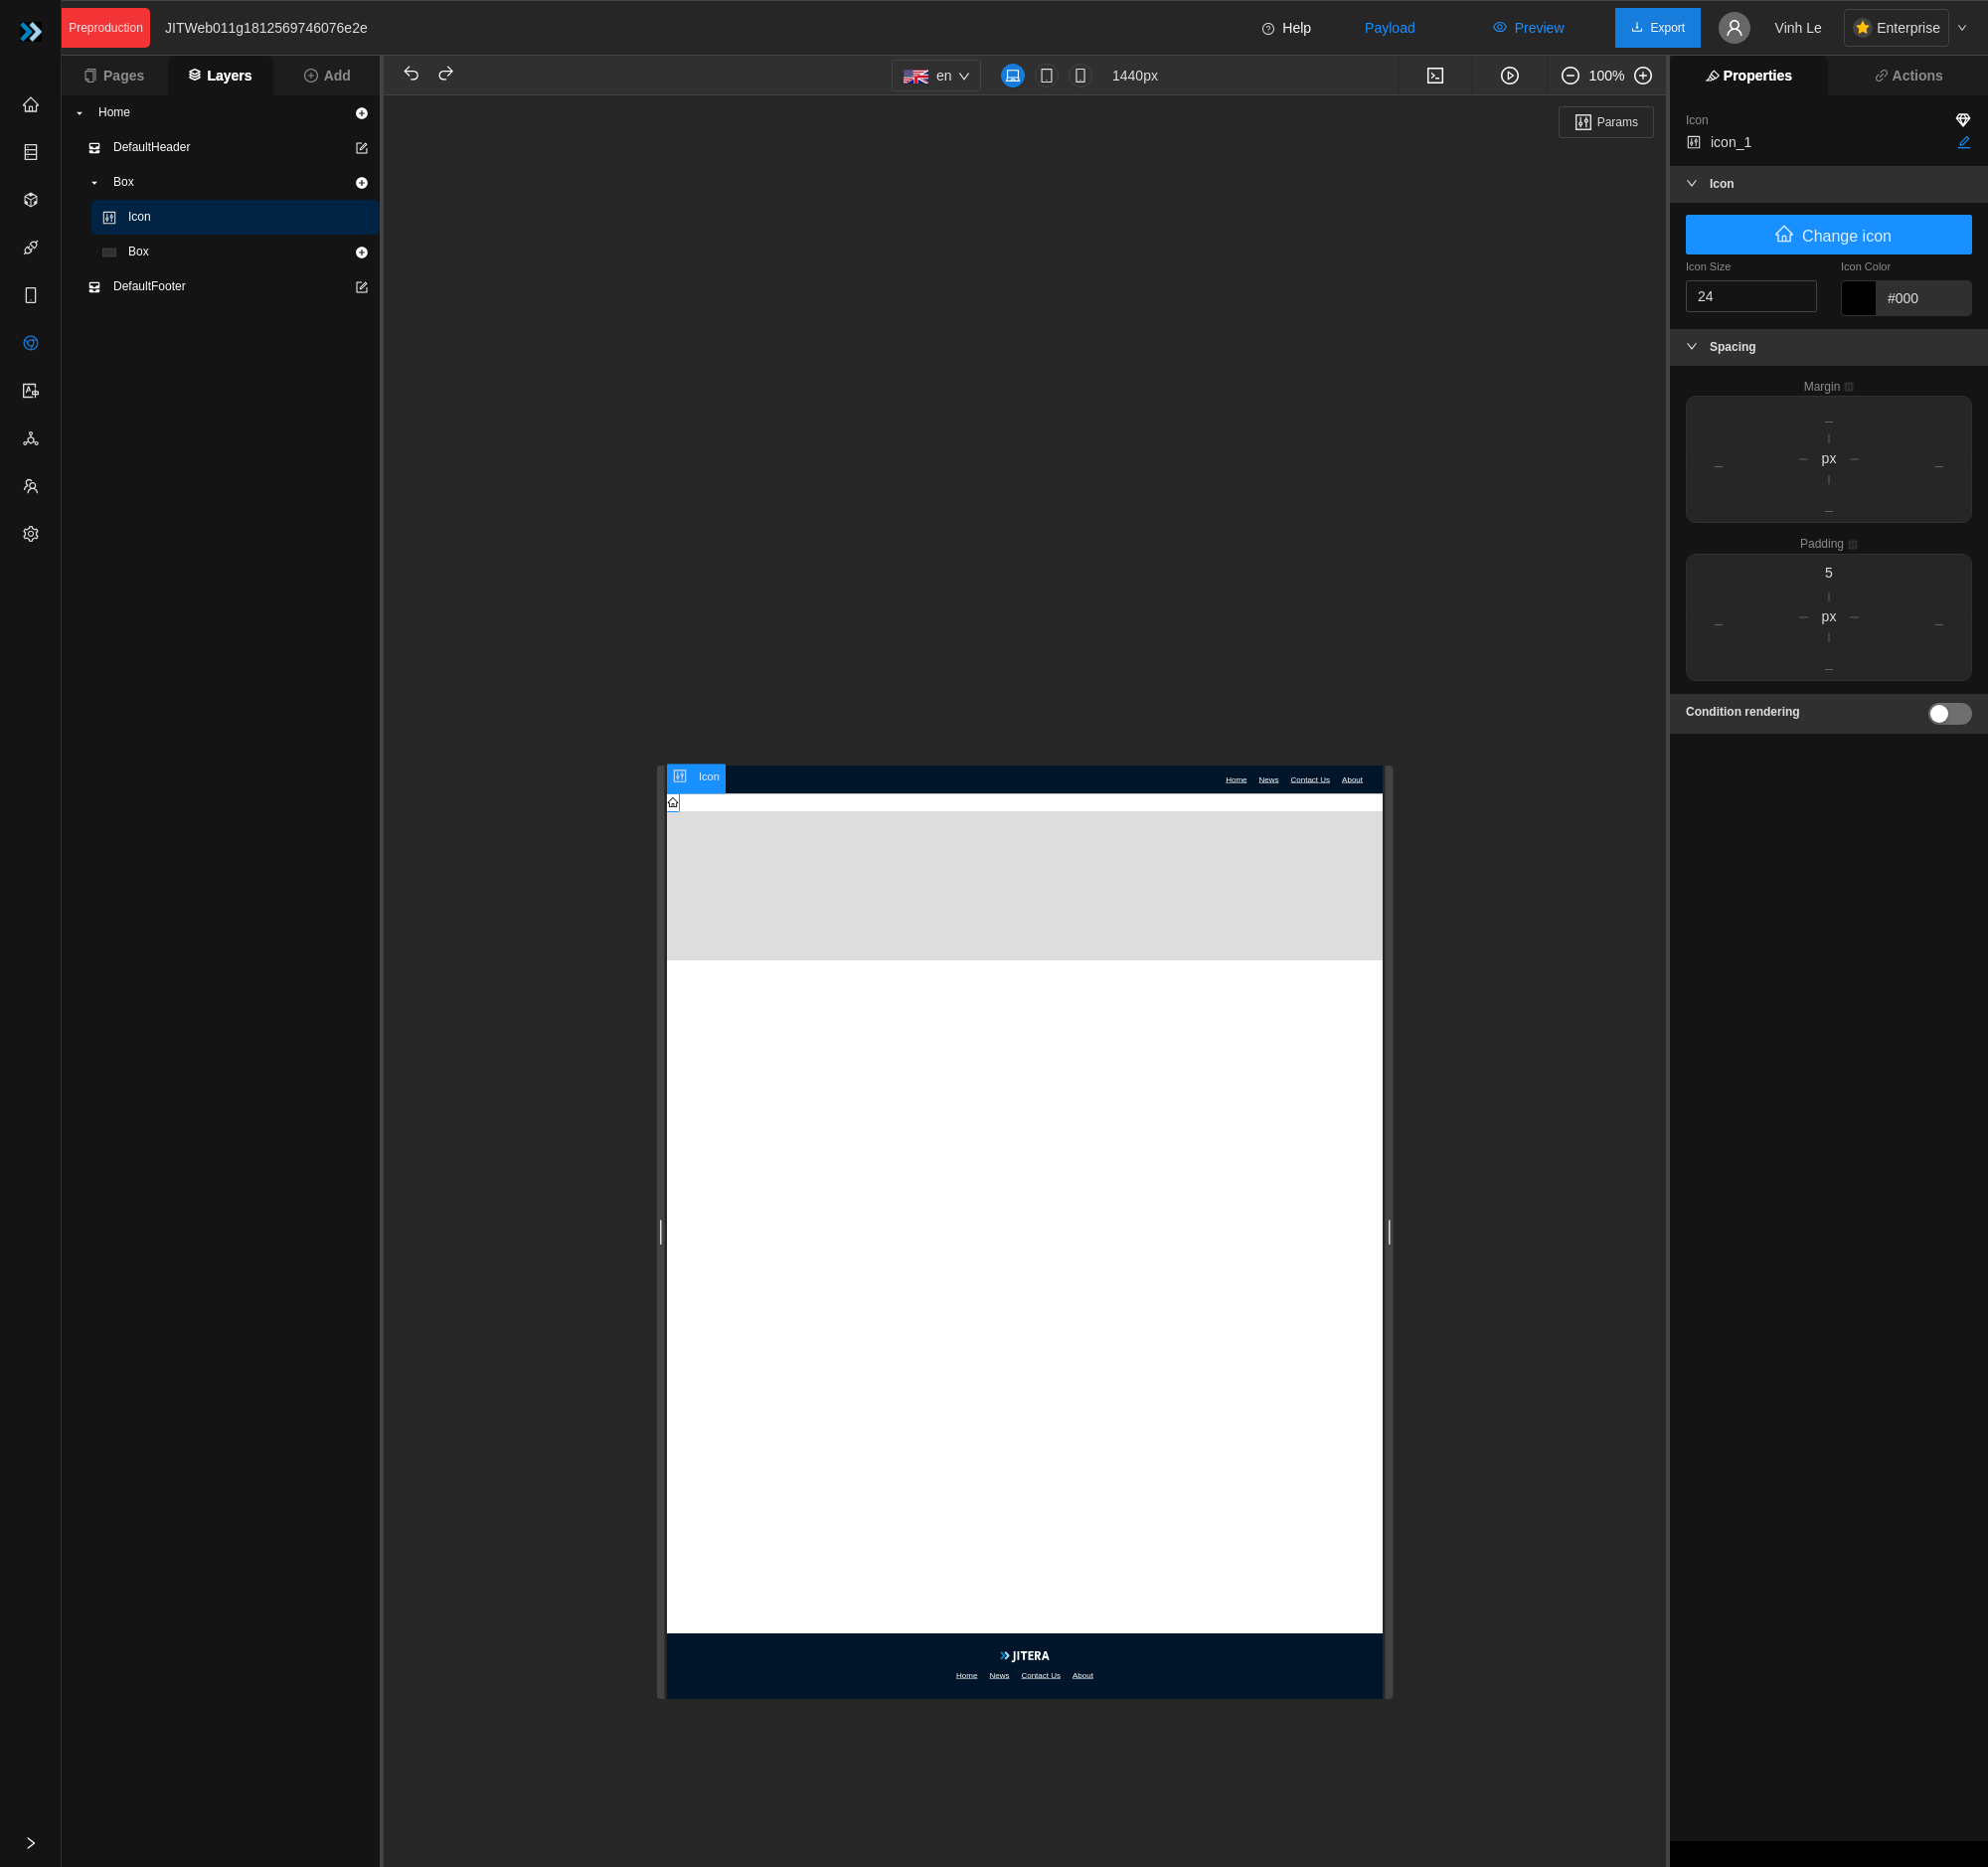 Preproduction JITWeb011g1812569746076e2e Help Payload Preview Export Vinh Le Enterprise
Pages Layers Add
en 1440px 100%
Properties Actions
Home
DefaultHeader
Box
Icon
Box
DefaultFooter
Params
Icon
icon_1
Icon
Change icon
Icon Size Icon Color
24 #000
Spacing
Margin
px
Padding
5
px
Condition rendering
Icon
Home News Contact Us About
JITERA
Home News Contact Us About